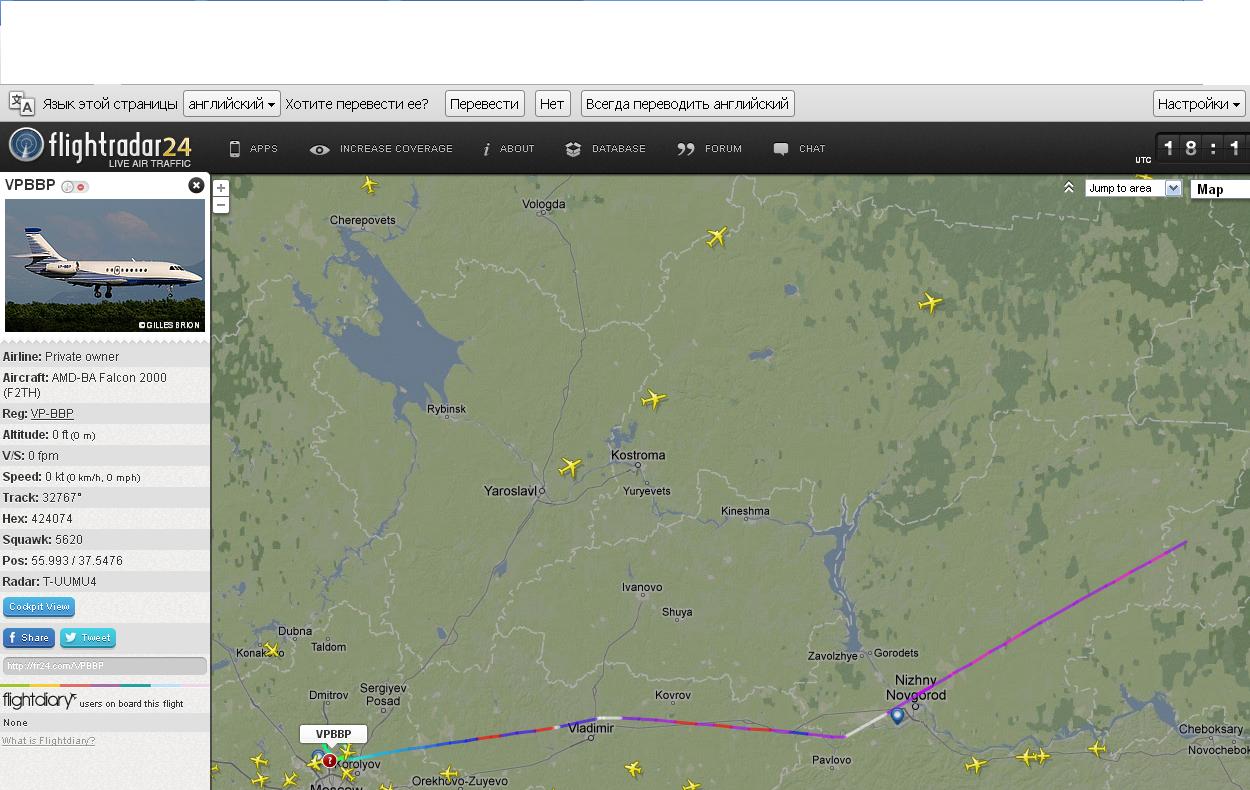 Язык этой страницы английский Хотите перевести ее? Перевести Нет Всегда переводить английский Настройки
flightradar24
LIVE AIR TRAFFIC
APPS INCREASE COVERAGE ABOUT DATABASE FORUM CHAT
UTC 18:1
VPBBP
© GILLES BRION
Airline: Private owner
Aircraft: AMD-BA Falcon 2000
(F2TH)
Reg: VP-BBP
Altitude: 0 ft (0 m)
V/S: 0 fpm
Speed: 0 kt (0 km/h, 0 mph)
Track: 32767°
Hex: 424074
Squawk: 5620
Pos: 55.993 / 37.5476
Radar: T-UUMU4
Cockpit View
Share Tweet
http://fr24.com/VPBBP
flightdiary users on board this flight
None
What is Flightdiary?
+
−
Jump to area Map
Vologda
Cherepovets
Rybinsk
Kostroma
Yaroslavl
Yuryevets
Kineshma
Ivanovo
Shuya
Dubna
Taldom
Konakovo
Zavolzhye
Gorodets
Nizhny
Novgorod
Dmitrov
Sergiyev
Posad
Kovrov
Vladimir
Cheboksary
Novochebok
VPBBP
?
Korolyov
Pavlovo
Orekhovo-Zuyevo
Moscow